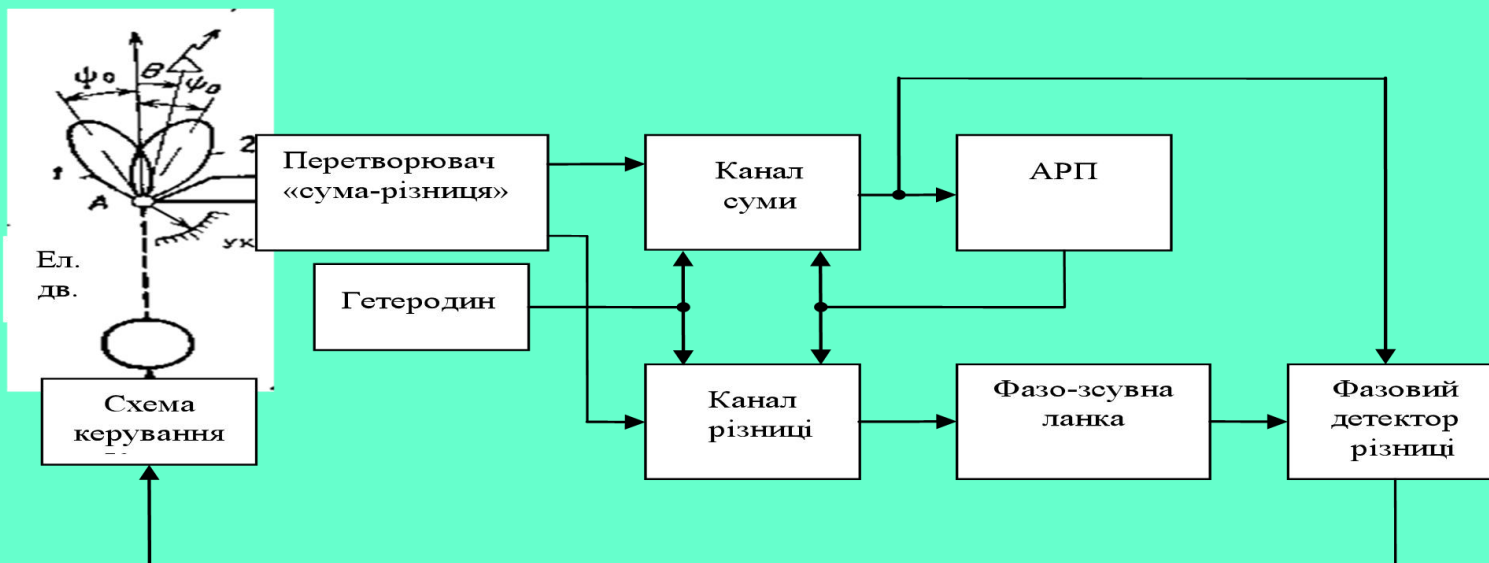 ψ₀
θ
ψ₀
1
2
A
УК
Ел.
дв.
Перетворювач
«сума-різниця»
Канал
суми
АРП
Гетеродин
Схема
керування
Канал
різниці
Фазо-зсувна
ланка
Фазовий
детектор
різниці